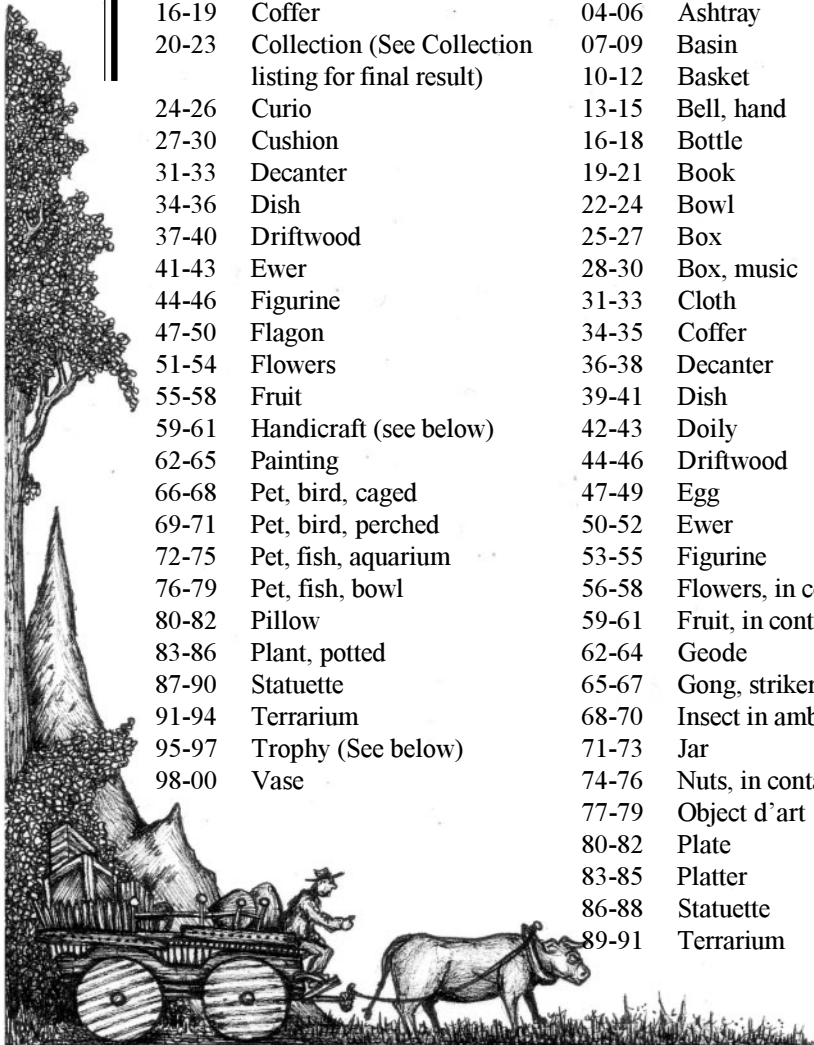 16-19 Coffer
20-23 Collection (See Collection
listing for final result)
24-26 Curio
27-30 Cushion
31-33 Decanter
34-36 Dish
37-40 Driftwood
41-43 Ewer
44-46 Figurine
47-50 Flagon
51-54 Flowers
55-58 Fruit
59-61 Handicraft (see below)
62-65 Painting
66-68 Pet, bird, caged
69-71 Pet, bird, perched
72-75 Pet, fish, aquarium
76-79 Pet, fish, bowl
80-82 Pillow
83-86 Plant, potted
87-90 Statuette
91-94 Terrarium
95-97 Trophy (See below)
98-00 Vase
04-06 Ashtray
07-09 Basin
10-12 Basket
13-15 Bell, hand
16-18 Bottle
19-21 Book
22-24 Bowl
25-27 Box
28-30 Box, music
31-33 Cloth
34-35 Coffer
36-38 Decanter
39-41 Dish
42-43 Doily
44-46 Driftwood
47-49 Egg
50-52 Ewer
53-55 Figurine
56-58 Flowers, in
59-61 Fruit, in
62-64 Geode
65-67 Gong, striker
68-70 Insect in
71-73 Jar
74-76 Nuts, in
77-79 Object d'art
80-82 Plate
83-85 Platter
86-88 Statuette
89-91 Terrarium